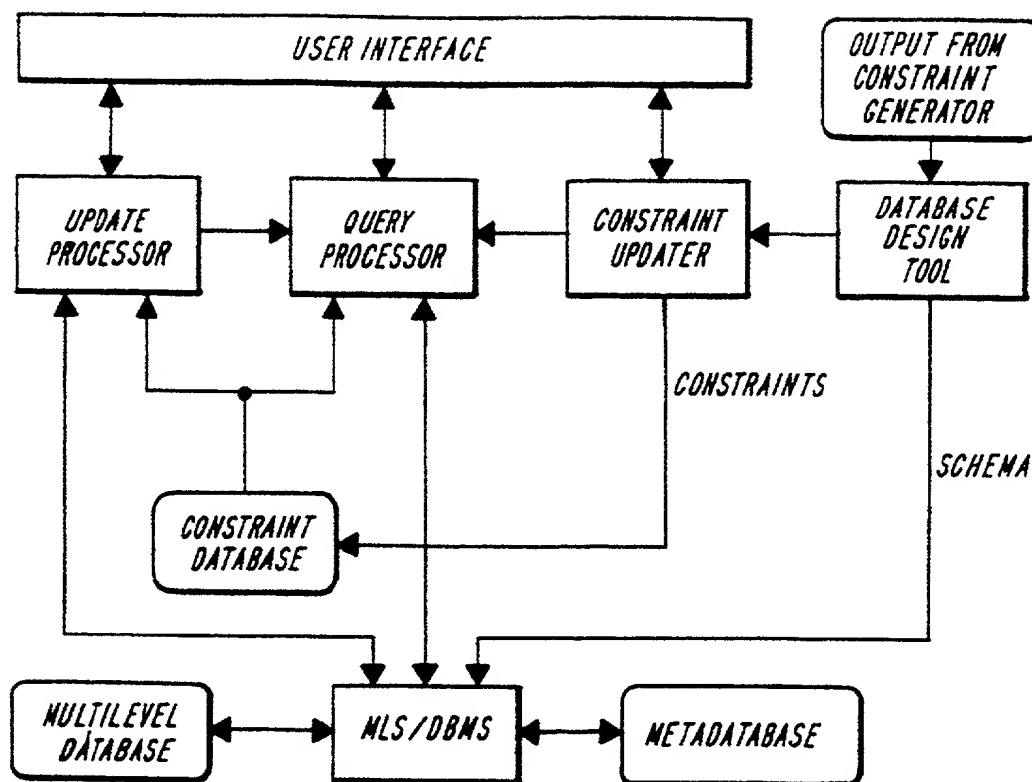 USER INTERFACE
OUTPUT FROM
CONSTRAINT
GENERATOR
UPDATE
PROCESSOR
QUERY
PROCESSOR
CONSTRAINT
UPDATER
DATABASE
DESIGN
TOOL
CONSTRAINTS
SCHEMA
CONSTRAINT
DATABASE
MULTILEVEL
DATABASE
MLS/DBMS
METADATABASE